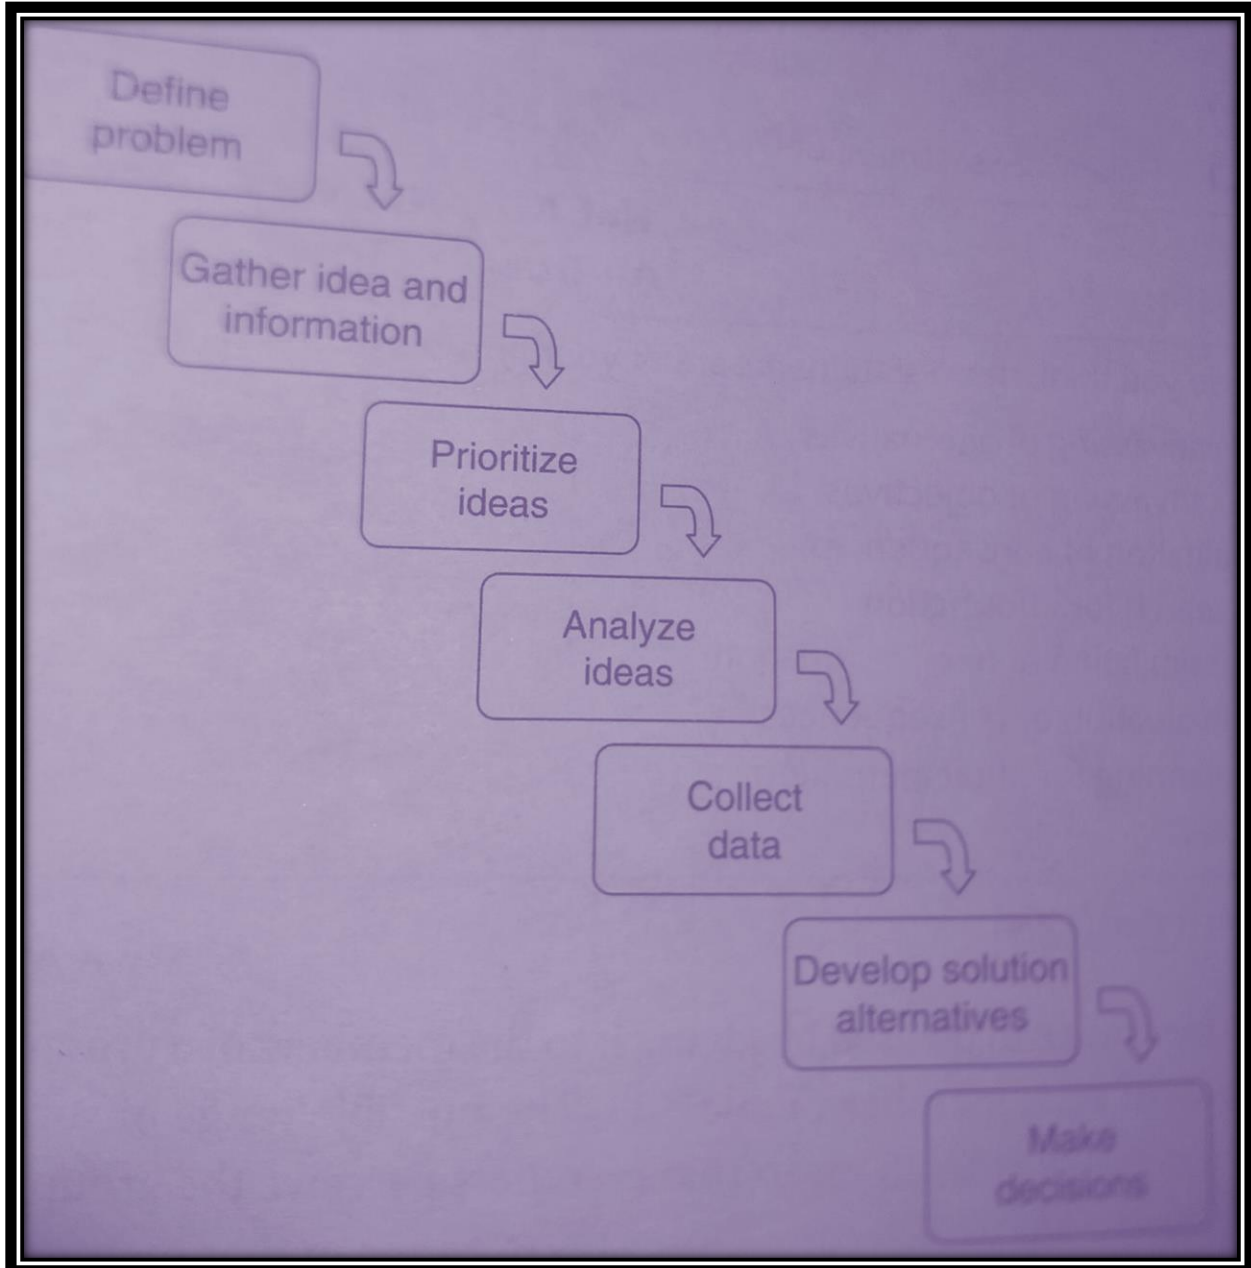 Define
problem
Gather idea and
information
Prioritize
ideas
Analyze
ideas
Collect
data
Develop solution
alternatives
Make
decisions